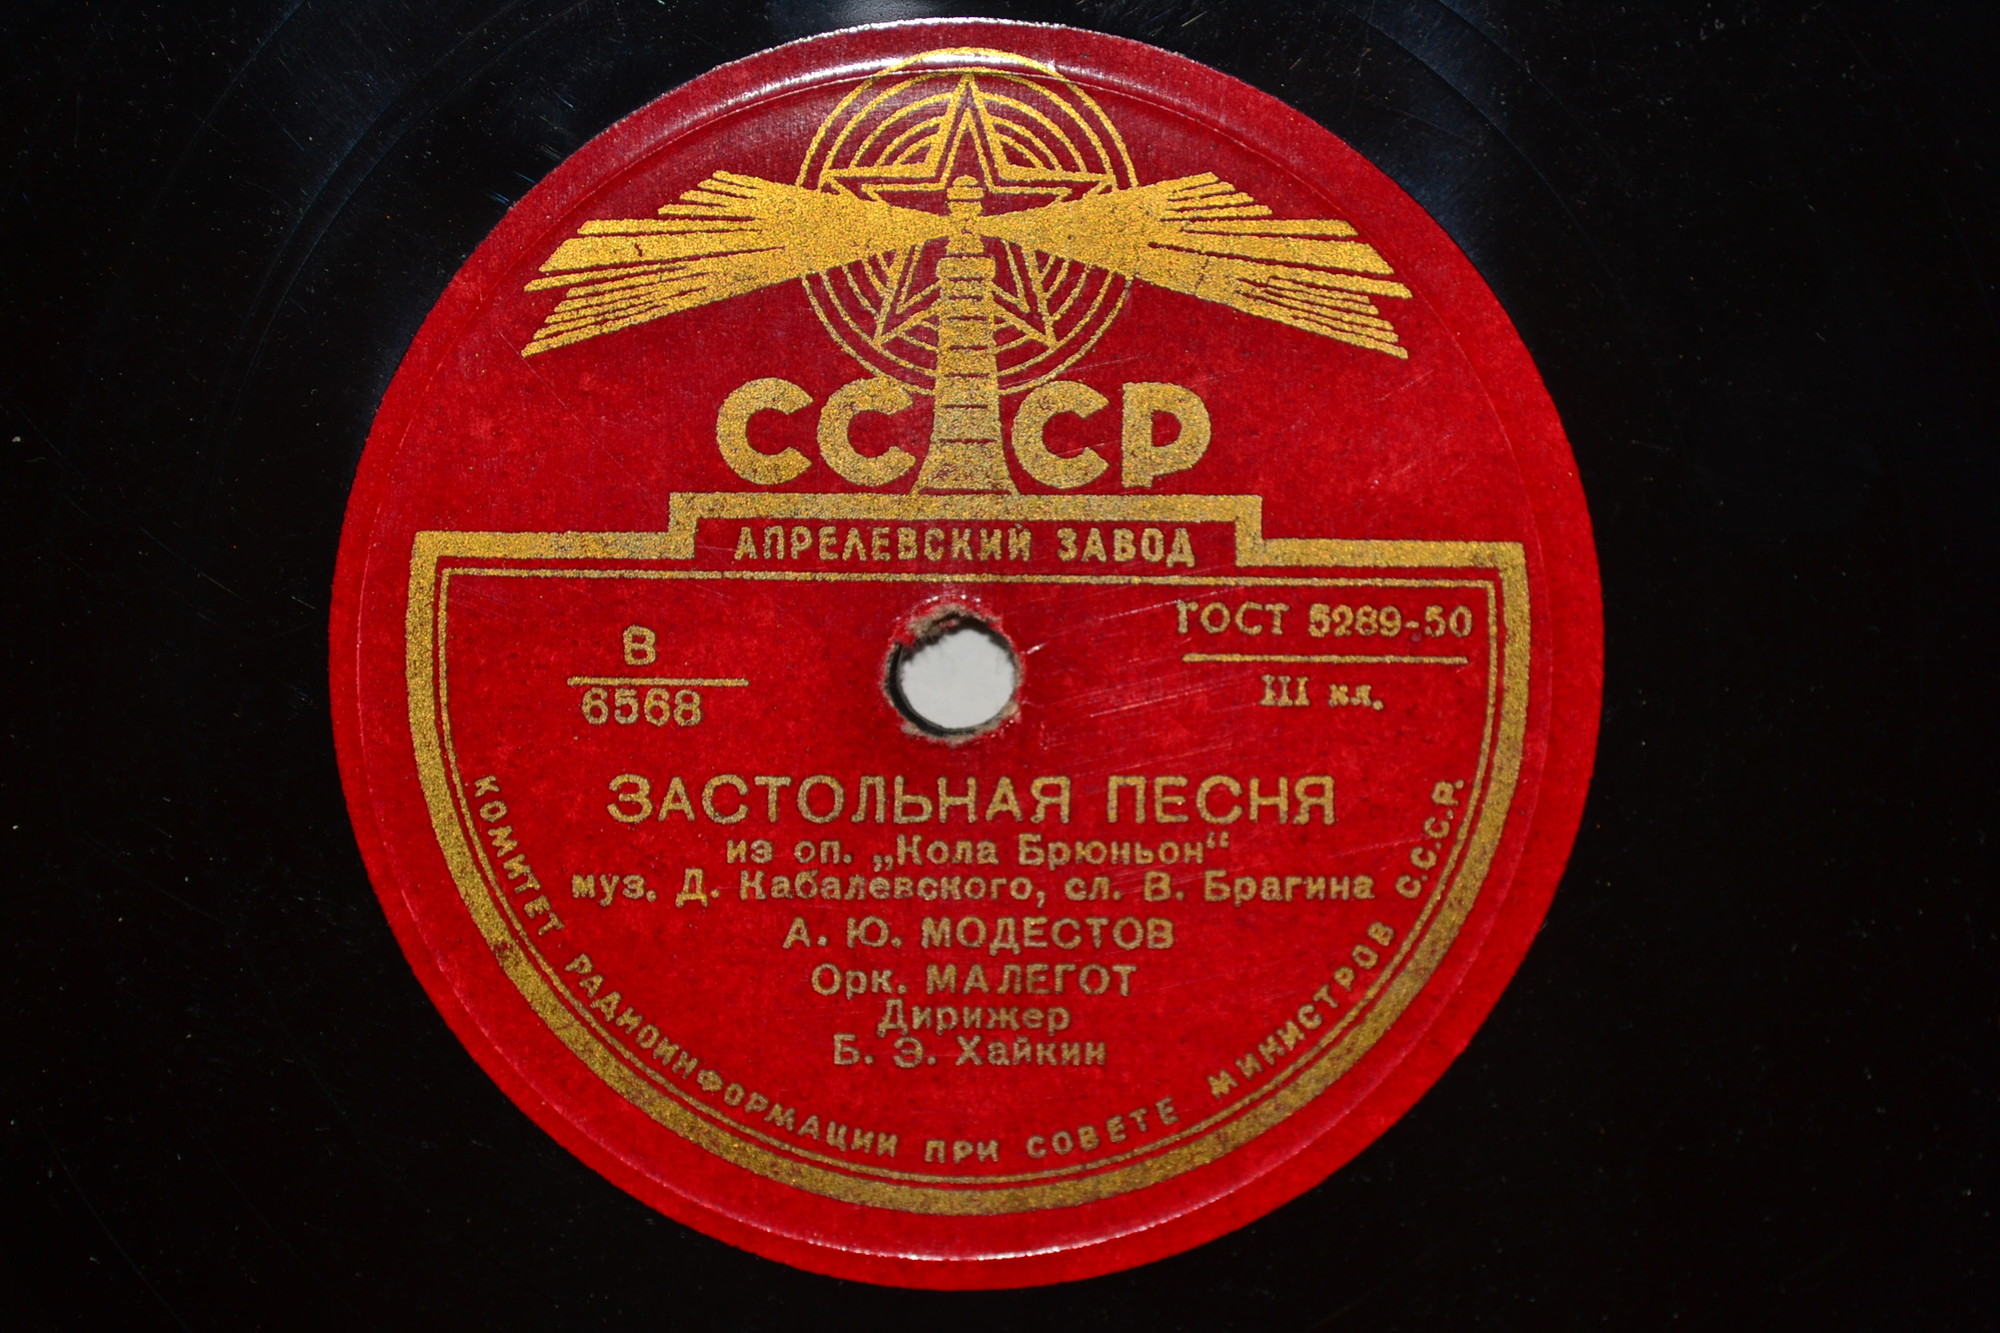 СССР
АПРЕЛЕВСКИЙ ЗАВОД
В
6568
ГОСТ 5289-50
III кл.
ЗАСТОЛЬНАЯ ПЕСНЯ
из оп. „Кола Брюньон“
муз. Д. Кабалевского, сл. В. Брагина
А. Ю. МОДЕСТОВ
Орк. МАЛЕГОТ
Дирижер
Б. Э. Хайкин
КОМИТЕТ РАДИОИНФОРМАЦИИ ПРИ СОВЕТЕ МИНИСТРОВ С.С.С.Р.